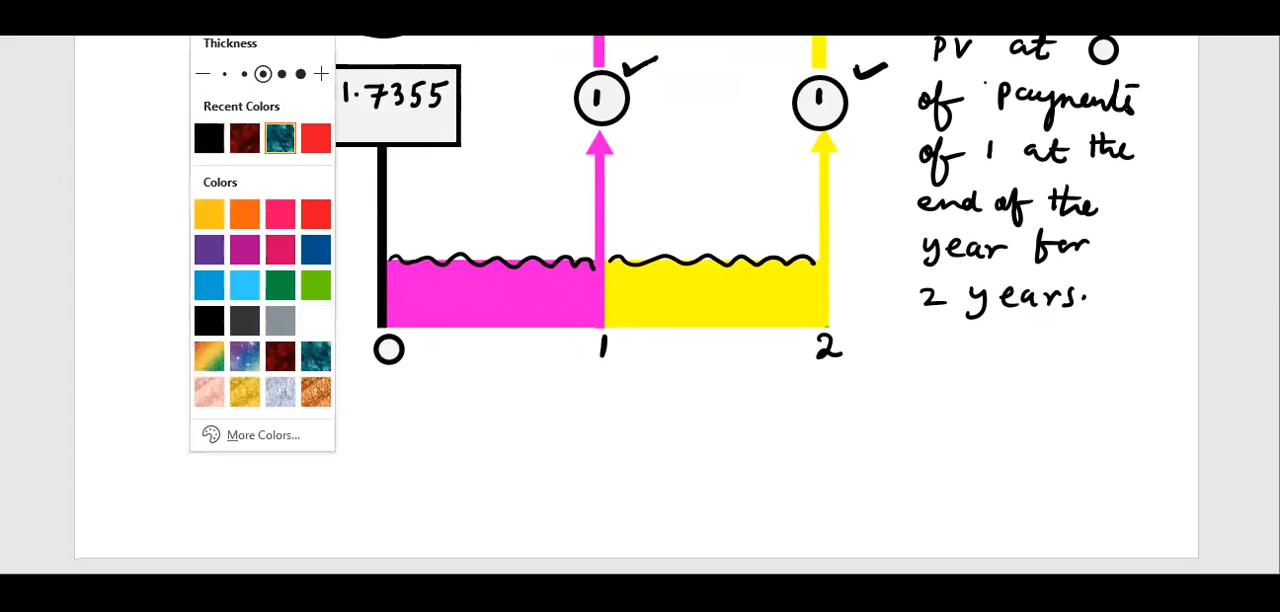 Thickness
Recent Colors
Colors
More Colors...
1.7355
1
1
0
1
2
PV at 0
of payments
of 1 at the
end of the
year for
2 years.